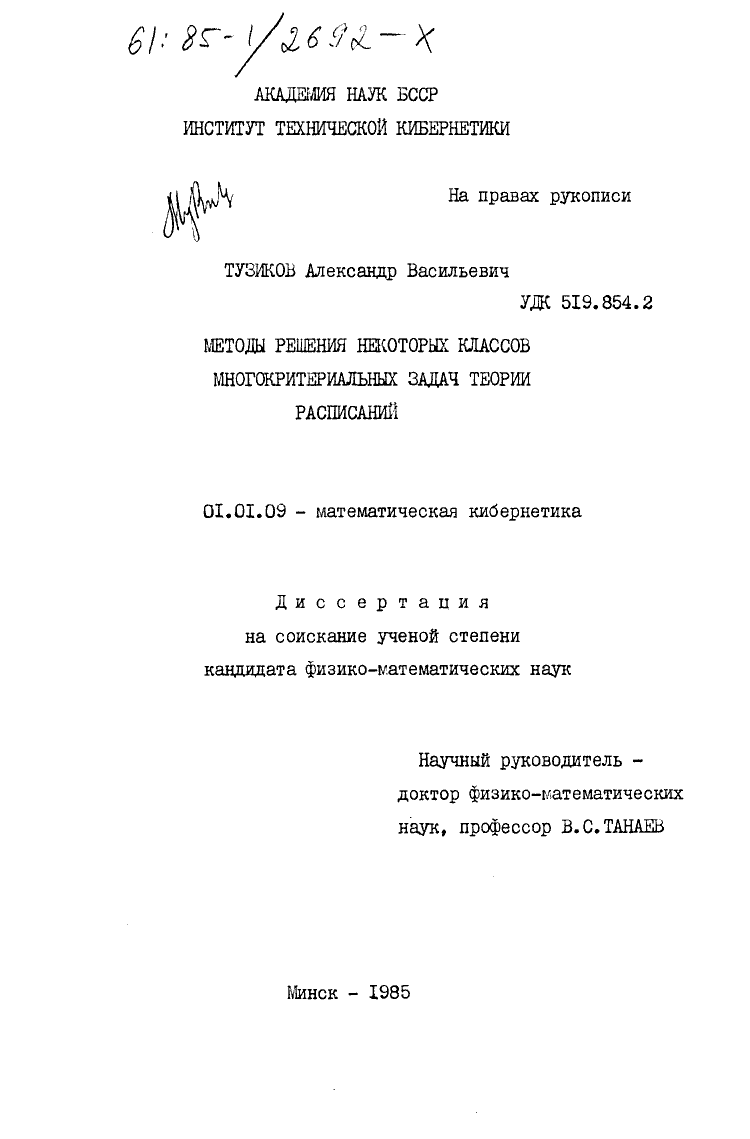 61:85-1/2692-X
АКАДЕМИЯ НАУК БССР
ИНСТИТУТ ТЕХНИЧЕСКОЙ КИБЕРНЕТИКИ
На правах рукописи
ТУЗИКОВ Александр Васильевич
УДК 519.854.2
МЕТОДЫ РЕШЕНИЯ НЕКОТОРЫХ КЛАССОВ
МНОГОКРИТЕРИАЛЬНЫХ ЗАДАЧ ТЕОРИИ
РАСПИСАНИЙ
01.01.09 - математическая кибернетика
Диссертация
на соискание ученой степени
кандидата физико-математических наук
Научный руководитель -
доктор физико-математических
наук, профессор В.С.ТАНАЕВ
Минск - 1985